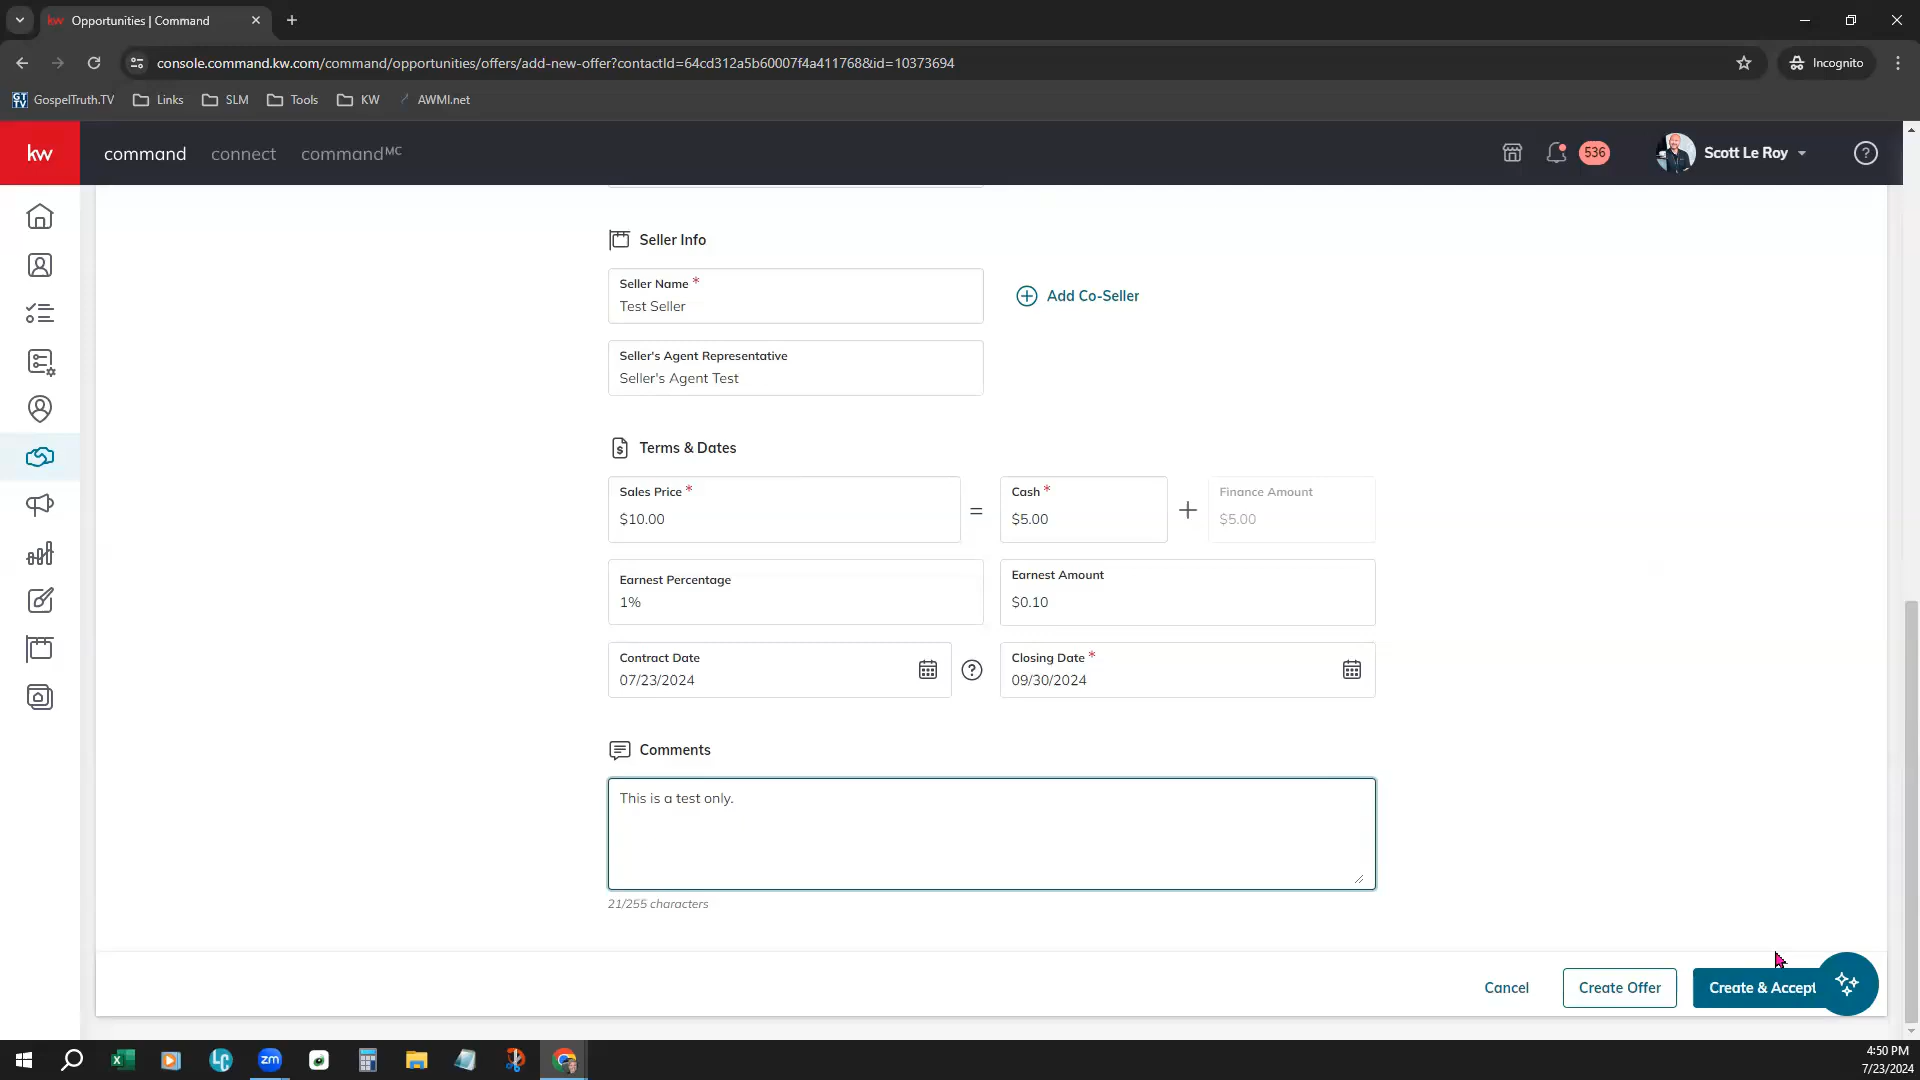 Opportunities | Command
console.command.kw.com/command/opportunities/offers/add-new-offer?contactId=64cd312a5b60007f4a411768&id=10373694
Incognito
GT TV GospelTruth.TV Links SLM Tools KW AWMI.net
kw command connect commandMC 536 Scott Le Roy
Seller Info
Seller Name *
Test Seller
Add Co-Seller
Seller's Agent Representative
Seller's Agent Test
Terms & Dates
Sales Price * Cash * Finance Amount
$10.00 = $5.00 + $5.00
Earnest Percentage Earnest Amount
1% $0.10
Contract Date Closing Date *
07/23/2024 09/30/2024
Comments
This is a test only.
21/255 characters
Cancel Create Offer Create & Accept
LC zm
4:50 PM
7/23/2024